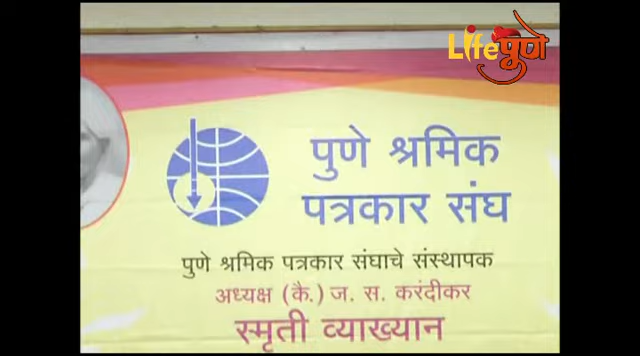 Lifeपूणे
पुणे श्रमिक
पत्रकार संघ
पुणे श्रमिक पत्रकार संघाचे संस्थापक
अध्यक्ष (कै.) ज. स. करंदीकर
स्मृती व्याख्यान